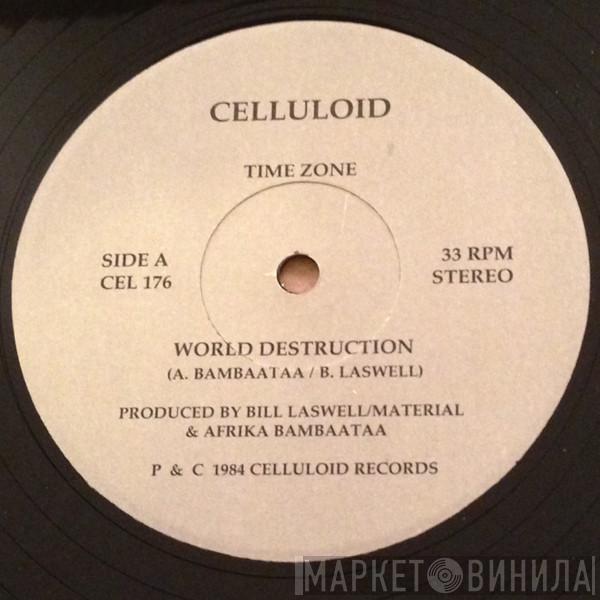 CELLULOID
TIME ZONE
SIDE A
CEL 176
33 RPM
STEREO
WORLD DESTRUCTION
(A. BAMBAATAA / B. LASWELL)
PRODUCED BY BILL LASWELL/MATERIAL
& AFRIKA BAMBAATAA
P & C 1984 CELLULOID RECORDS
МАРКЕТ ВИНИЛА